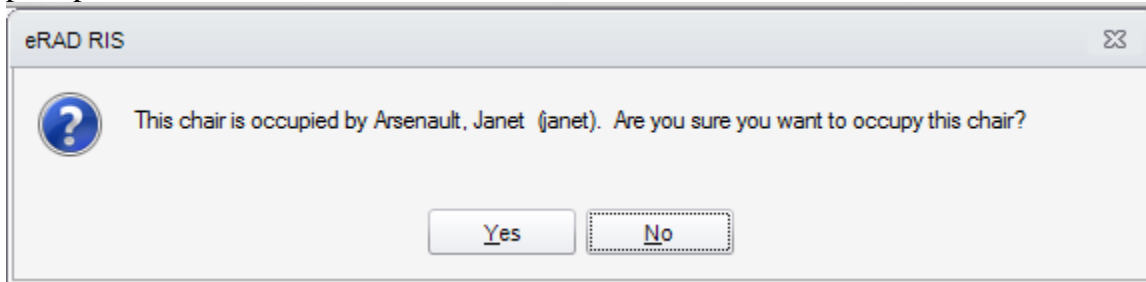 eRAD RIS
This chair is occupied by Arsenault, Janet  (janet).  Are you sure you want to occupy this chair?
Yes
No